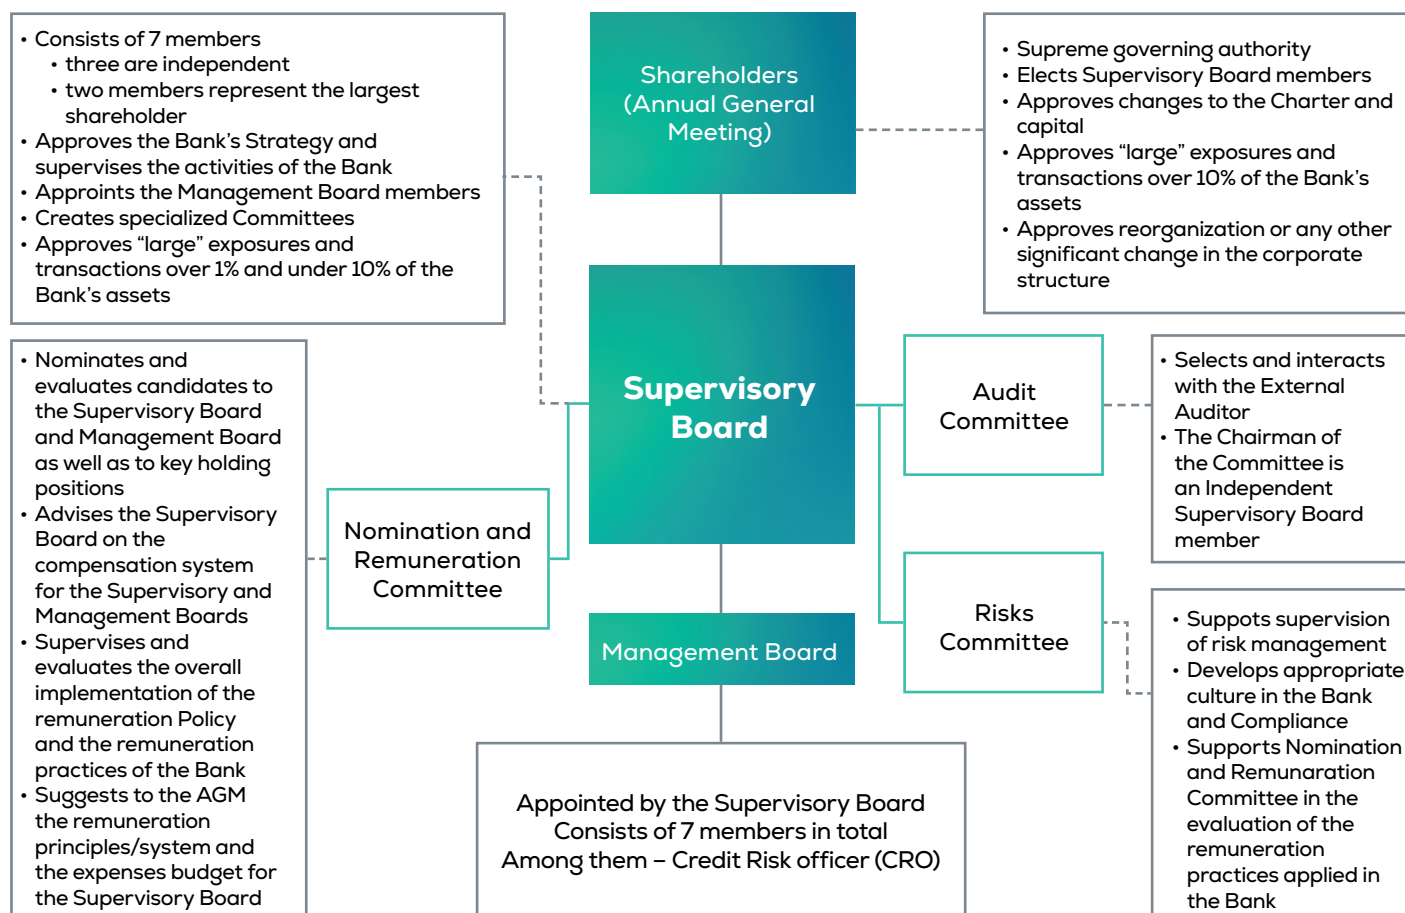 • Consists of 7 members
• three are independent
• two members represent the largest
shareholder
• Approves the Bank's Strategy and
supervises the activities of the Bank
• Approints the Management Board members
• Creates specialized Committees
• Approves “large” exposures and
transactions over 1% and under 10% of the
Bank's assets
Shareholders
(Annual General
Meeting)
• Supreme governing authority
• Elects Supervisory Board members
• Approves changes to the Charter and
capital
• Approves “large” exposures and
transactions over 10% of the Bank's
assets
• Approves reorganization or any other
significant change in the corporate
structure
• Nominates and
evaluates candidates to
the Supervisory Board
and Management Board
as well as to key holding
positions
• Advises the Supervisory
Board on the
compensation system
for the Supervisory and
Management Boards
• Supervises and
evaluates the overall
implementation of the
remuneration Policy
and the remuneration
practices of the Bank
• Suggests to the AGM
the remuneration
principles/system and
the expenses budget for
the Supervisory Board
Nomination and
Remuneration
Committee
Supervisory
Board
Audit
Committee
• Selects and interacts
with the External
Auditor
• The Chairman of
the Committee is
an Independent
Supervisory Board
member
Risks
Committee
• Suppots supervision
of risk management
• Develops appropriate
culture in the Bank
and Compliance
• Supports Nomination
and Remunaration
Committee in the
evaluation of the
remuneration
practices applied in
the Bank
Management Board
Appointed by the Supervisory Board
Consists of 7 members in total
Among them – Credit Risk officer (CRO)